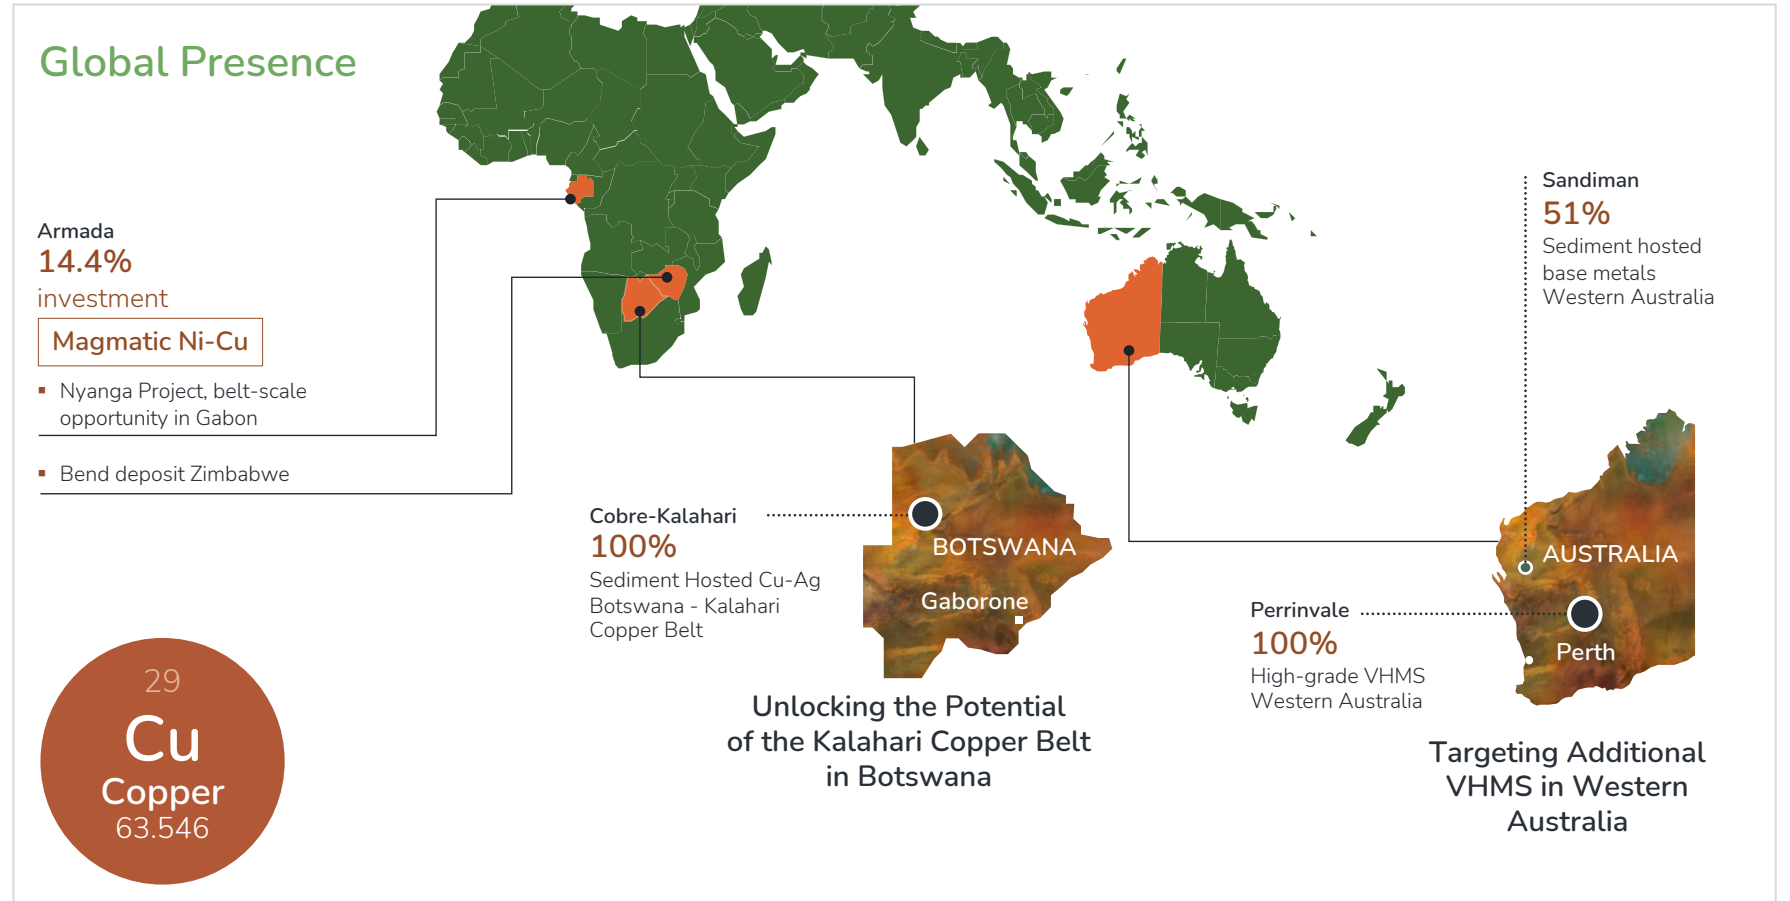 Global Presence
Armada
14.4%
investment
Magmatic Ni-Cu
Nyanga Project, belt-scale
opportunity in Gabon
Bend deposit Zimbabwe
29
Cu
Copper
63.546
Cobre-Kalahari
100%
Sediment Hosted Cu-Ag
Botswana - Kalahari
Copper Belt
BOTSWANA
Gaborone
Unlocking the Potential
of the Kalahari Copper Belt
in Botswana
Sandiman
51%
Sediment hosted
base metals
Western Australia
Perrinvale
100%
High-grade VHMS
Western Australia
AUSTRALIA
Perth
Targeting Additional
VHMS in Western
Australia